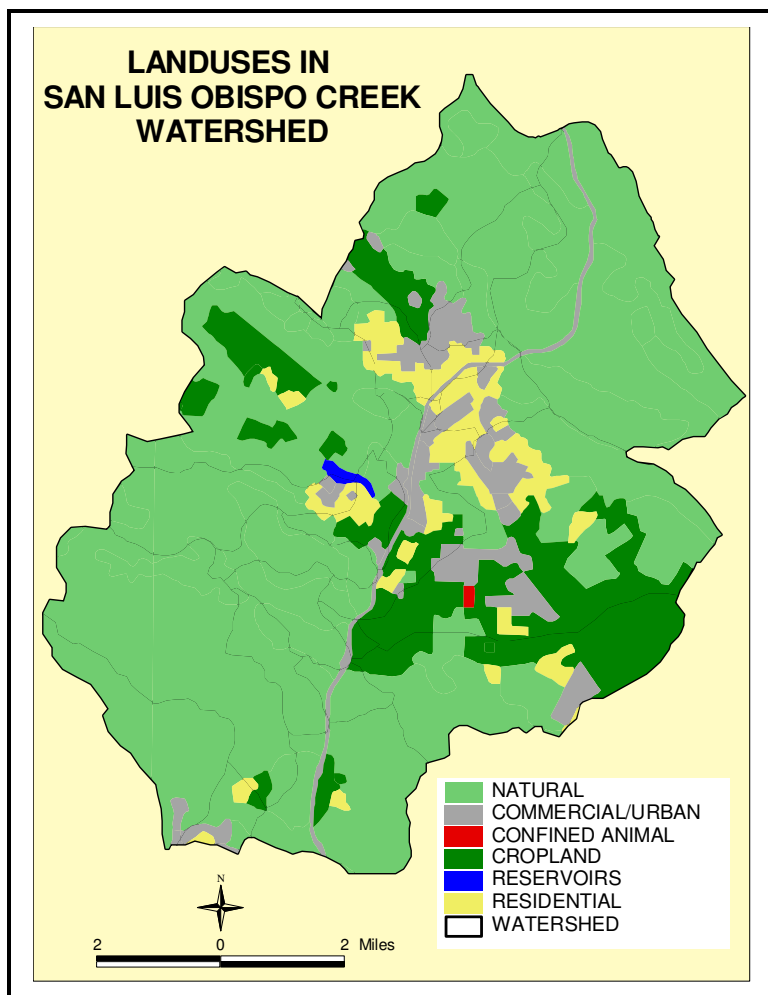 LANDUSES IN
SAN LUIS OBISPO CREEK
WATERSHED
NATURAL
COMMERCIAL/URBAN
CONFINED ANIMAL
CROPLAND
RESERVOIRS
RESIDENTIAL
WATERSHED
N
2 0 2 Miles